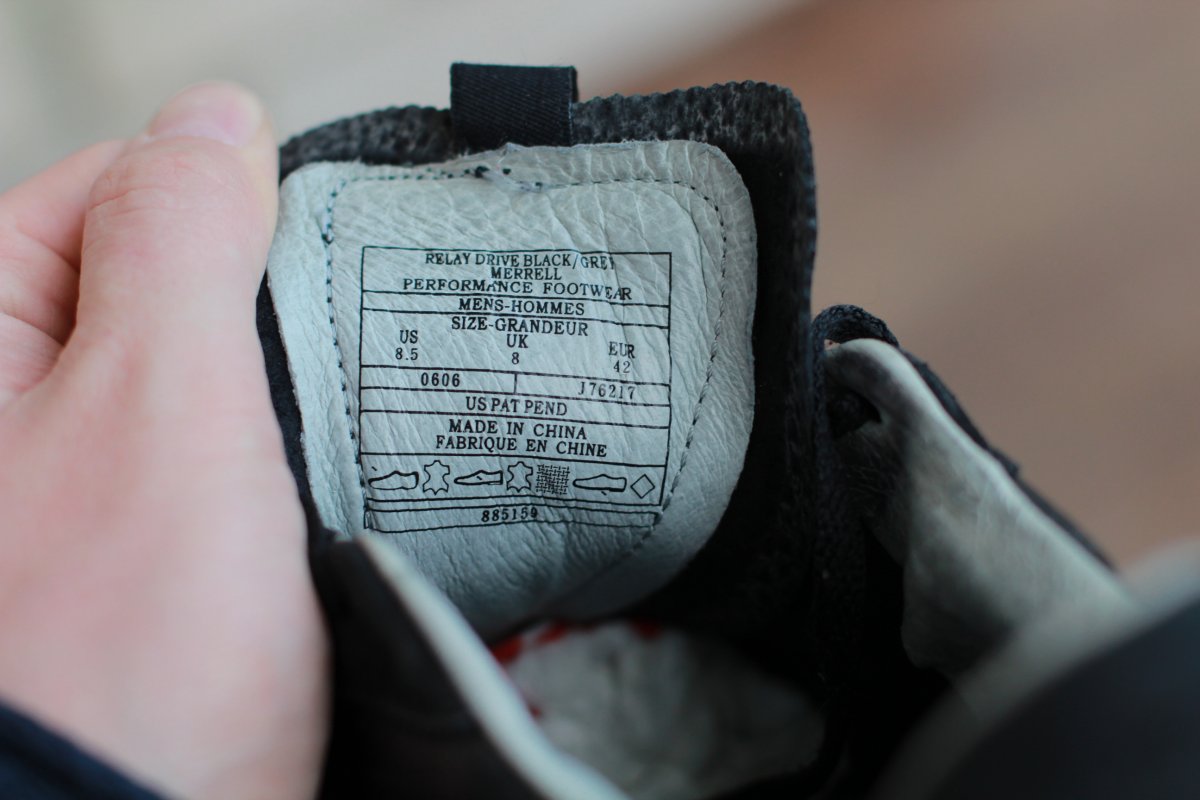 RELAY DRIVE BLACK/GREY
MERRELL
PERFORMANCE FOOTWEAR
MENS-HOMMES
SIZE-GRANDEUR
US UK EUR
8.5 8 42
0606 J76217
US PAT PEND
MADE IN CHINA
FABRIQUE EN CHINE
885159